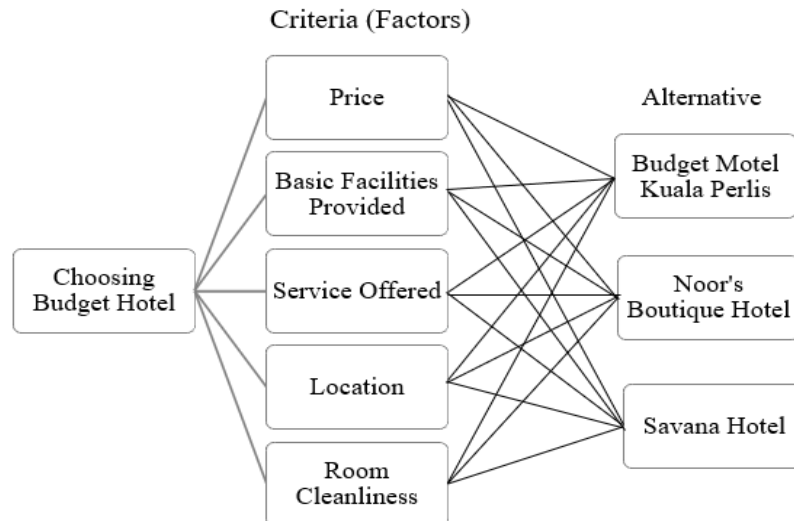 Criteria (Factors)
Price
Alternative
Basic Facilities
Provided
Budget Motel
Kuala Perlis
Choosing
Budget Hotel
Service Offered
Noor's
Boutique Hotel
Location
Savana Hotel
Room
Cleanliness